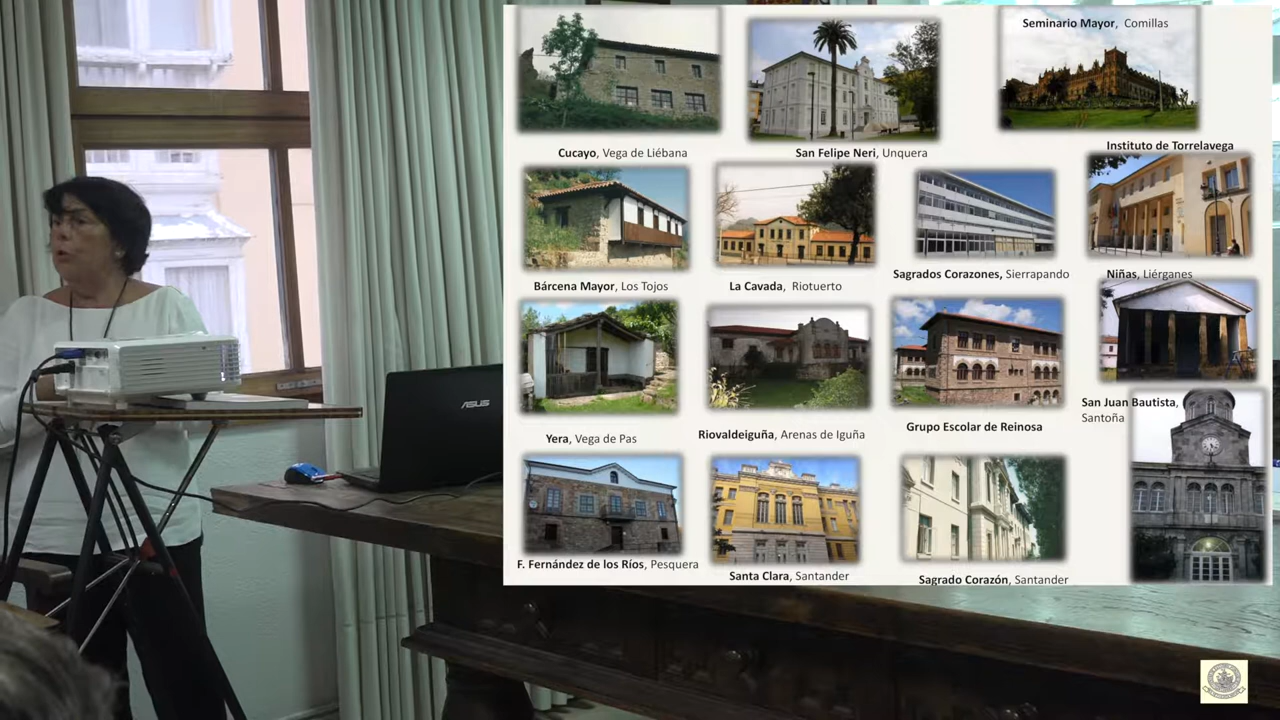 Seminario Mayor, Comillas
Cucayo, Vega de Liébana
San Felipe Neri, Unquera
Instituto de Torrelavega
Bárcena Mayor, Los Tojos
La Cavada, Riotuerto
Sagrados Corazones, Sierrapando
Niñas, Liérganes
Yera, Vega de Pas
Riovaldeiguña, Arenas de Iguña
Grupo Escolar de Reinosa
San Juan Bautista,
Santoña
F. Fernández de los Ríos, Pesquera
Santa Clara, Santander
Sagrado Corazón, Santander
ASUS